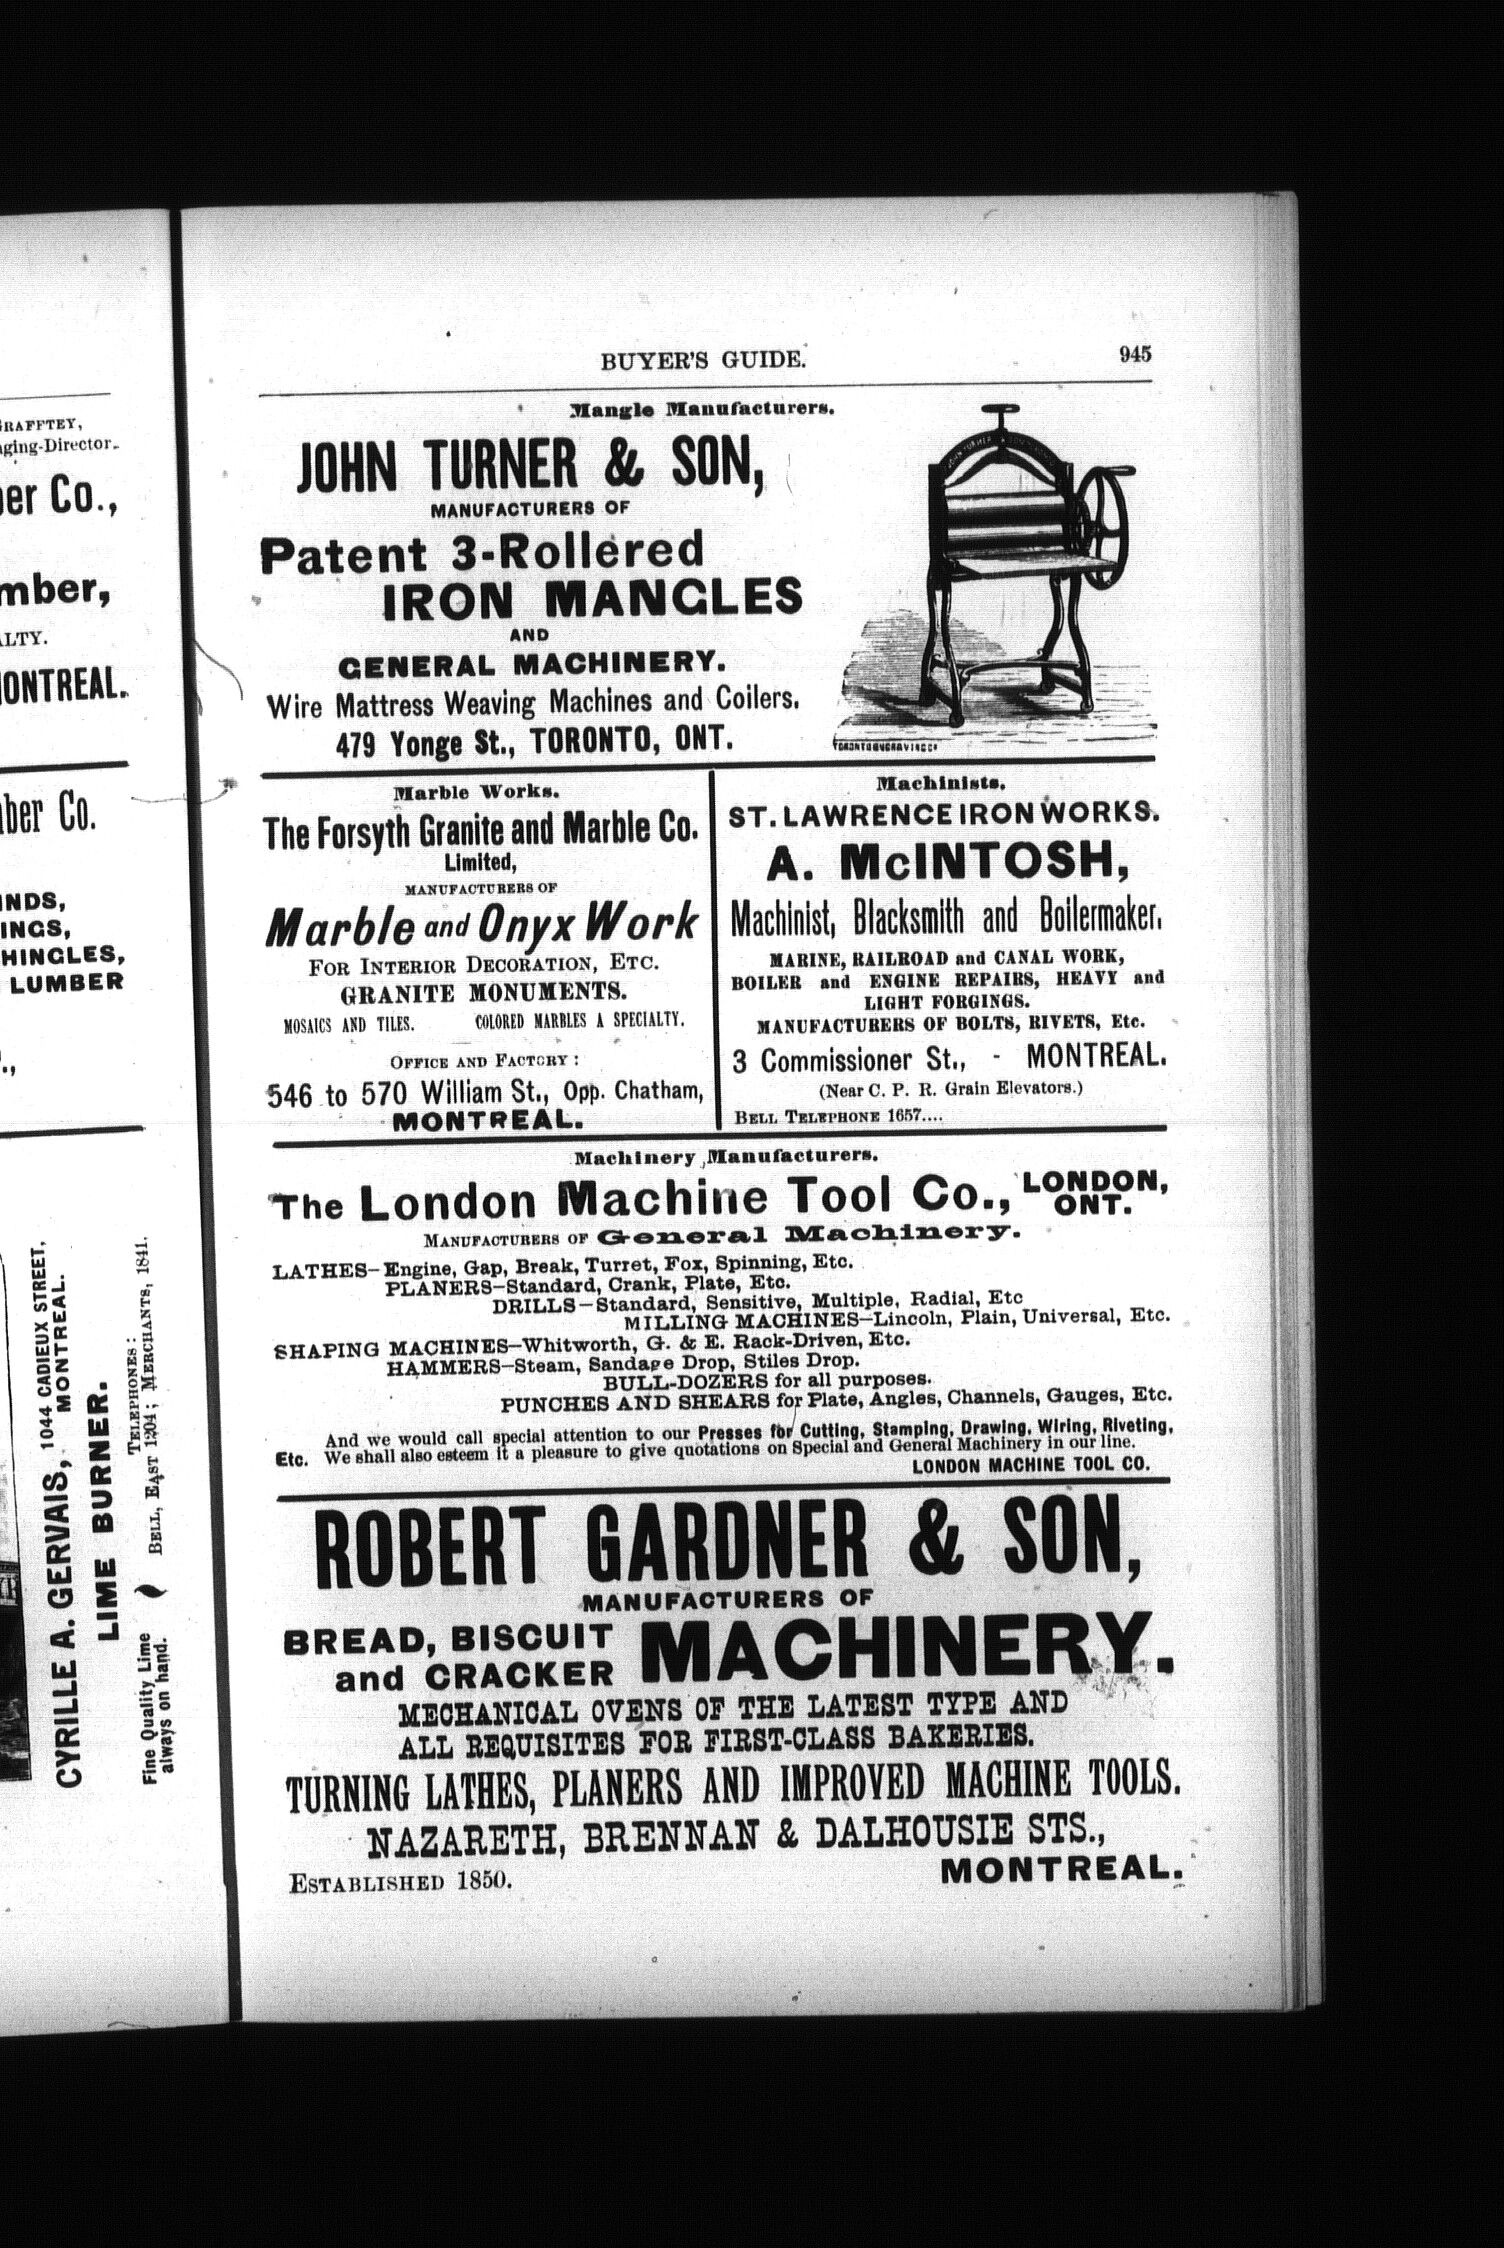 GRAFFTEY,
ging-Director.
er Co.,
mber,
LTY.
MONTREAL.
ber Co.
INDS,
INGS,
HINGLES,
LUMBER
CYRILLE A. GERVAIS, 1044 CADIEUX STREET,
MONTREAL.
LIME BURNER.
Fine Quality Lime
always on hand.
TELEPHONES:
BELL, EAST 1204; MERCHANTS, 1841.
BUYER'S GUIDE. 945
Mangle Manufacturers.
JOHN TURNER & SON,
MANUFACTURERS OF
Patent 3-Rollered
IRON MANGLES
AND
GENERAL MACHINERY.
Wire Mattress Weaving Machines and Coilers.
479 Yonge St., TORONTO, ONT.
JOHN TURNER & SON
TORONTO ENGRAVING CO
Marble Works.
The Forsyth Granite and Marble Co.
Limited,
MANUFACTURERS OF
Marble and Onyx Work
FOR INTERIOR DECORATION, ETC.
GRANITE MONUMENTS.
MOSAICS AND TILES. COLORED MARBLES A SPECIALTY.
OFFICE AND FACTORY:
546 to 570 William St., Opp. Chatham,
MONTREAL.
Machinists.
ST. LAWRENCE IRON WORKS.
A. McINTOSH,
Machinist, Blacksmith and Boilermaker.
MARINE, RAILROAD and CANAL WORK,
BOILER and ENGINE REPAIRS, HEAVY and
LIGHT FORGINGS.
MANUFACTURERS OF BOLTS, RIVETS, Etc.
3 Commissioner St., - MONTREAL.
(Near C. P. R. Grain Elevators.)
BELL TELEPHONE 1657....
Machinery Manufacturers.
The London Machine Tool Co., LONDON,
ONT.
MANUFACTURERS OF General Machinery.
LATHES—Engine, Gap, Break, Turret, Fox, Spinning, Etc.
PLANERS—Standard, Crank, Plate, Etc.
DRILLS—Standard, Sensitive, Multiple, Radial, Etc
MILLING MACHINES—Lincoln, Plain, Universal, Etc.
SHAPING MACHINES—Whitworth, G. & E. Rack-Driven, Etc.
HAMMERS—Steam, Sandage Drop, Stiles Drop.
BULL-DOZERS for all purposes.
PUNCHES AND SHEARS for Plate, Angles, Channels, Gauges, Etc.
And we would call special attention to our Presses for Cutting, Stamping, Drawing, Wiring, Riveting,
Etc. We shall also esteem it a pleasure to give quotations on Special and General Machinery in our line.
LONDON MACHINE TOOL CO.
ROBERT GARDNER & SON,
MANUFACTURERS OF
BREAD, BISCUIT
and CRACKER MACHINERY.
MECHANICAL OVENS OF THE LATEST TYPE AND
ALL REQUISITES FOR FIRST-CLASS BAKERIES.
TURNING LATHES, PLANERS AND IMPROVED MACHINE TOOLS.
NAZARETH, BRENNAN & DALHOUSIE STS.,
ESTABLISHED 1850. MONTREAL.